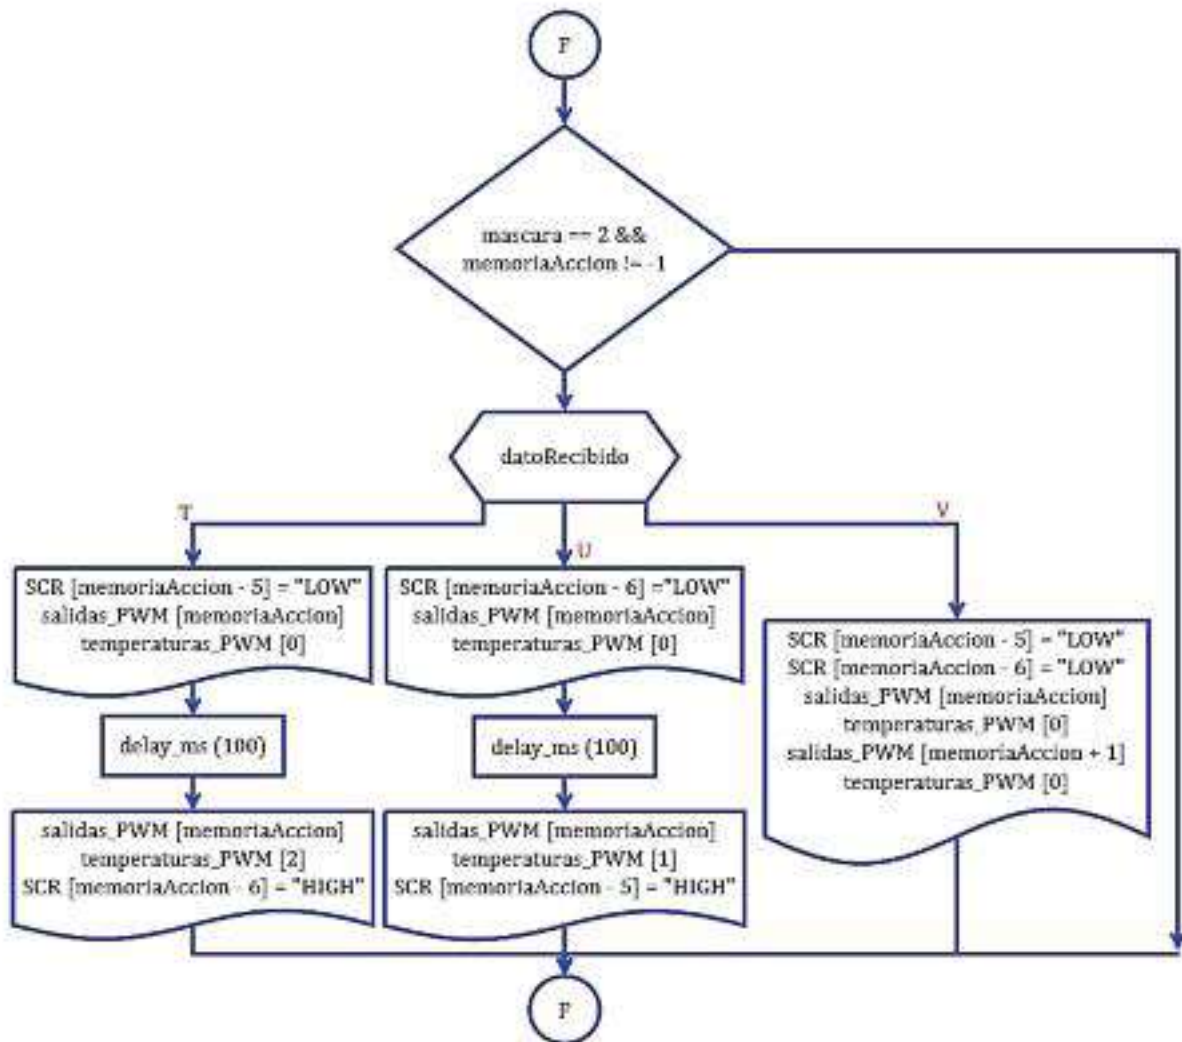 F
mascara == 2 &&
memoriaAccion != -1
datoRecibido
T
U
V
SCR [memoriaAccion - 5] = "LOW"
salidas_PWM [memoriaAccion]
temperaturas_PWM [0]
delay_ms (100)
salidas_PWM [memoriaAccion]
temperaturas_PWM [2]
SCR [memoriaAccion - 6] = "HIGH"
SCR [memoriaAccion - 6] ="LOW"
salidas_PWM [memoriaAccion]
temperaturas_PWM [0]
delay_ms (100)
salidas_PWM [memoriaAccion]
temperaturas_PWM [1]
SCR [memoriaAccion - 5] = "HIGH"
SCR [memoriaAccion - 5] = "LOW"
SCR [memoriaAccion - 6] = "LOW"
salidas_PWM [memoriaAccion]
temperaturas_PWM [0]
salidas_PWM [memoriaAccion + 1]
temperaturas_PWM [0]
F